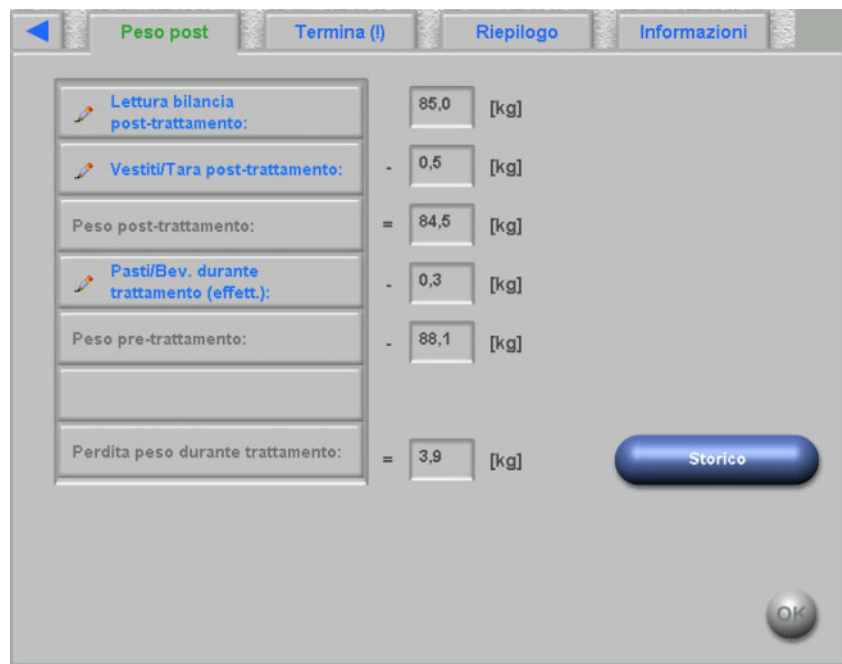 Peso post Termina (!) Riepilogo Informazioni
Lettura bilancia
post-trattamento: 85,0 [kg]
Vestiti/Tara post-trattamento: - 0,5 [kg]
Peso post-trattamento: = 84,5 [kg]
Pasti/Bev. durante
trattamento (effett.): - 0,3 [kg]
Peso pre-trattamento: - 88,1 [kg]
Perdita peso durante trattamento: = 3,9 [kg]
Storico
OK